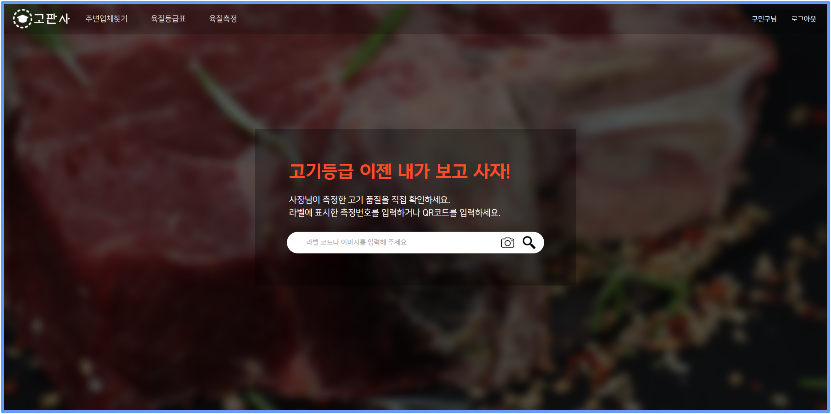 고판사
주변업체찾기
육질등급표
육질측정
구민구님
로그아웃
고기등급 이젠 내가 보고 사자!
사장님이 측정한 고기 품질을 직접 확인하세요.
라벨에 표시한 측정번호를 입력하거나 QR코드를 입력하세요.
라벨 코드나 이미지를 입력해 주세요